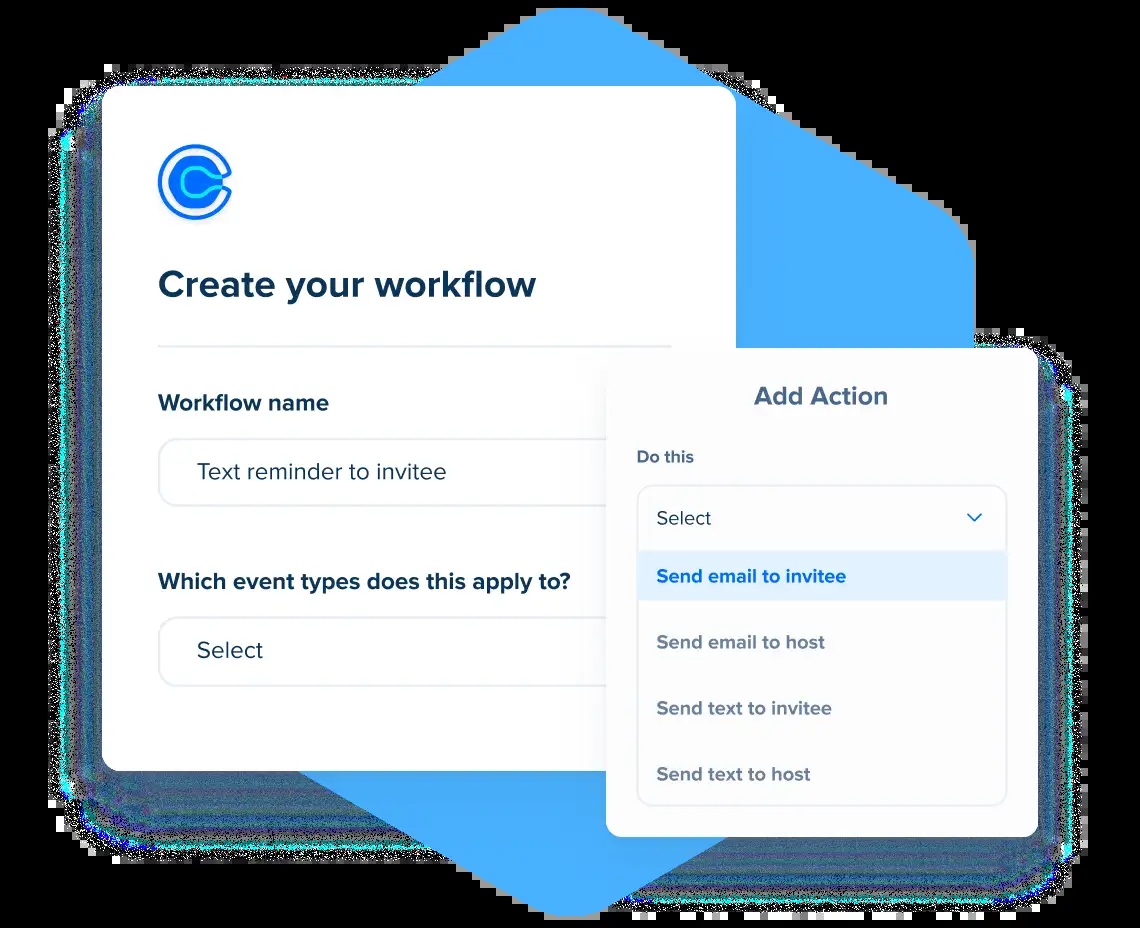 Create your workflow
Workflow name
Text reminder to invitee
Which event types does this apply to?
Select
Add Action
Do this
Select
Send email to invitee
Send email to host
Send text to invitee
Send text to host